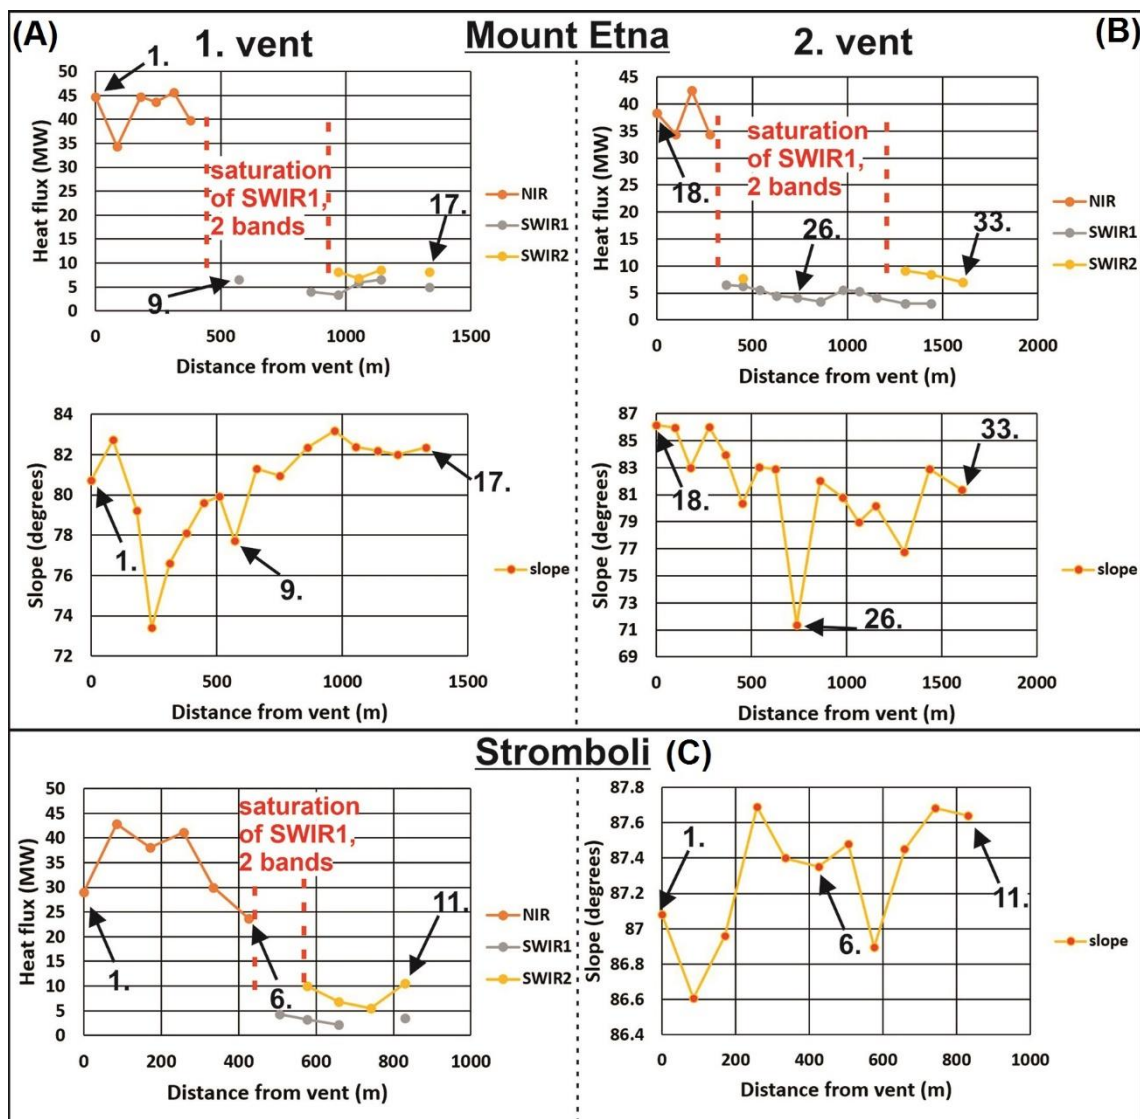 (A)
1. vent
Mount Etna
2. vent
(B)
Heat flux (MW)
50
45
40
35
30
25
20
15
10
5
0
1.
saturation
of SWIR1,
2 bands
9.
17.
NIR
SWIR1
SWIR2
0 500 1000 1500
Distance from vent (m)
Heat flux (MW)
45
40
35
30
25
20
15
10
5
0
18.
saturation
of SWIR1,
2 bands
26.
33.
NIR
SWIR1
SWIR2
0 500 1000 1500 2000
Distance from vent (m)
Slope (degrees)
84
82
80
78
76
74
72
1.
9.
17.
slope
0 500 1000 1500
Distance from vent (m)
Slope (degrees)
87
85
83
81
79
77
75
73
71
69
18.
26.
33.
slope
0 500 1000 1500 2000
Distance from vent (m)
Stromboli (C)
Heat flux (MW)
50
45
40
35
30
25
20
15
10
5
0
1.
saturation
of SWIR1,
2 bands
6.
11.
NIR
SWIR1
SWIR2
0 200 400 600 800 1000
Distance from vent (m)
Slope (degrees)
87.8
87.6
87.4
87.2
87
86.8
86.6
86.4
1.
6.
11.
slope
0 200 400 600 800 1000
Distance from vent (m)